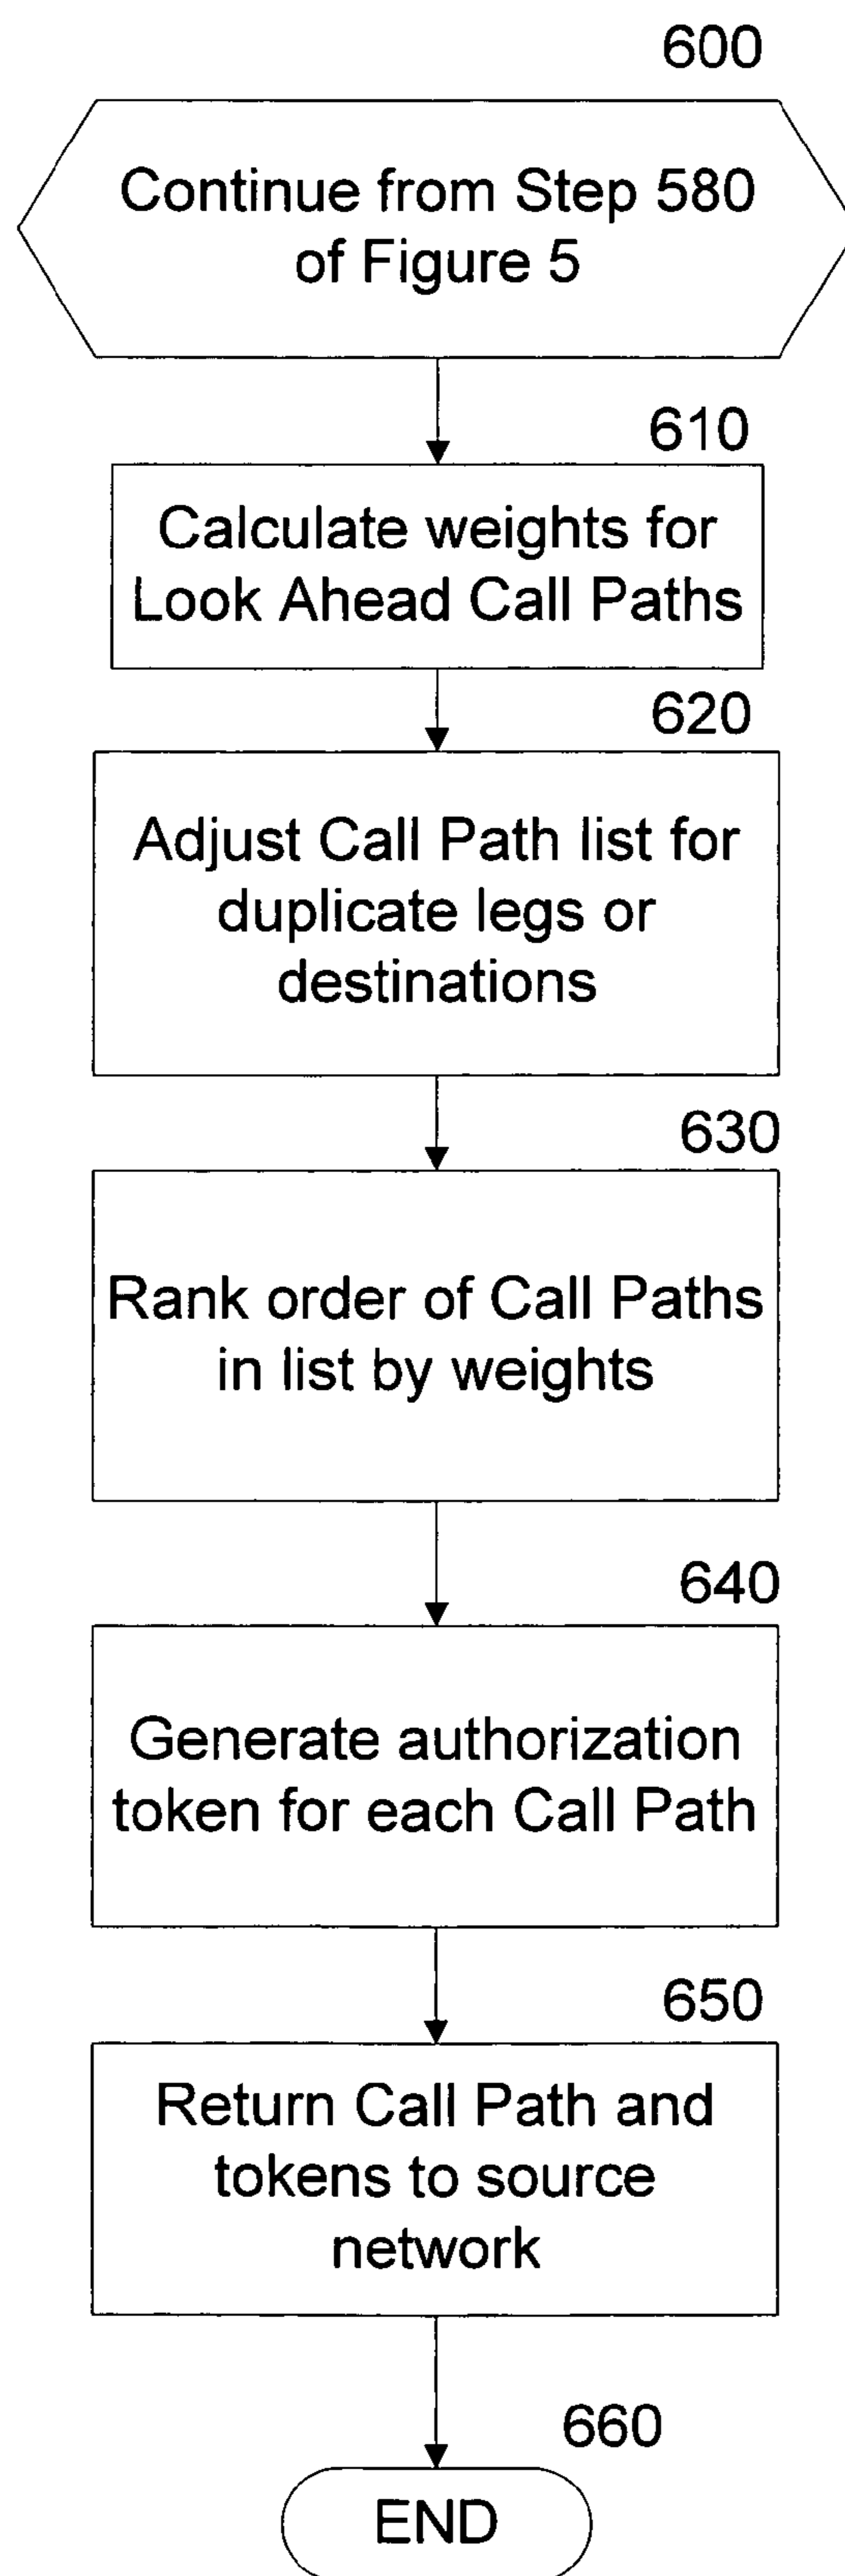 600
Continue from Step 580
of Figure 5
610
Calculate weights for
Look Ahead Call Paths
620
Adjust Call Path list for
duplicate legs or
destinations
630
Rank order of Call Paths
in list by weights
640
Generate authorization
token for each Call Path
650
Return Call Path and
tokens to source
network
660
END